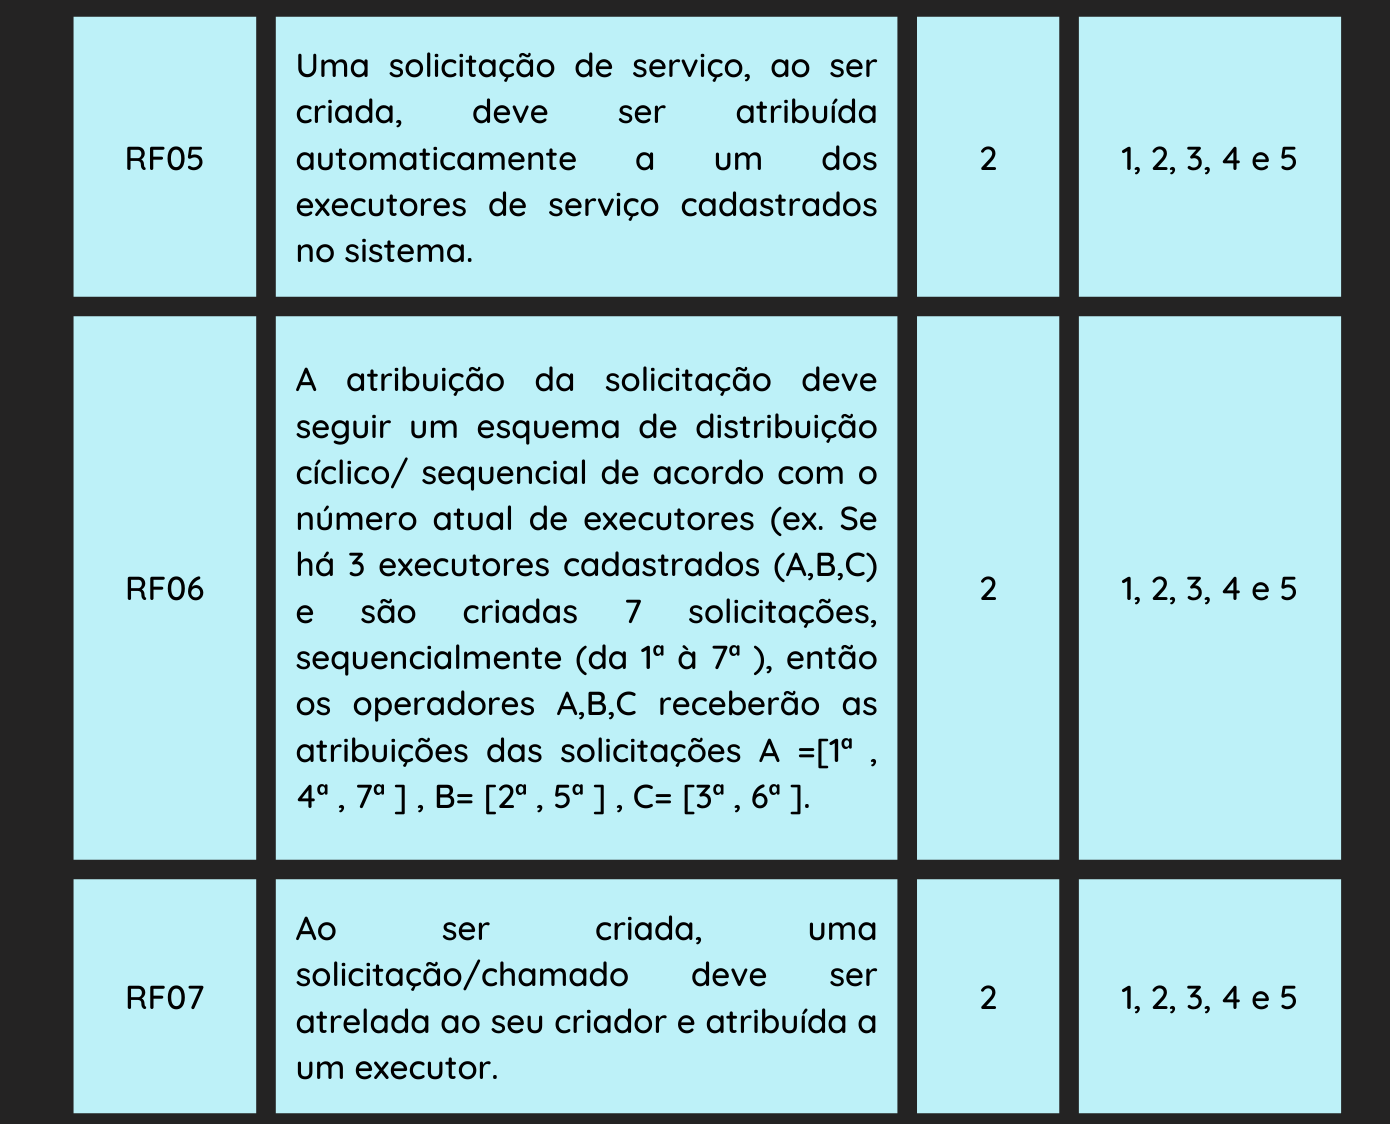 RF05
Uma solicitação de serviço, ao ser
criada, deve ser atribuída
automaticamente a um dos
executores de serviço cadastrados
no sistema.
2
1, 2, 3, 4 e 5
RF06
A atribuição da solicitação deve
seguir um esquema de distribuição
cíclico/ sequencial de acordo com o
número atual de executores (ex. Se
há 3 executores cadastrados (A,B,C)
e são criadas 7 solicitações,
sequencialmente (da 1ª à 7ª ), então
os operadores A,B,C receberão as
atribuições das solicitações A =[1ª ,
4ª , 7ª ] , B= [2ª , 5ª ] , C= [3ª , 6ª ].
2
1, 2, 3, 4 e 5
RF07
Ao ser criada, uma
solicitação/chamado deve ser
atrelada ao seu criador e atribuída a
um executor.
2
1, 2, 3, 4 e 5